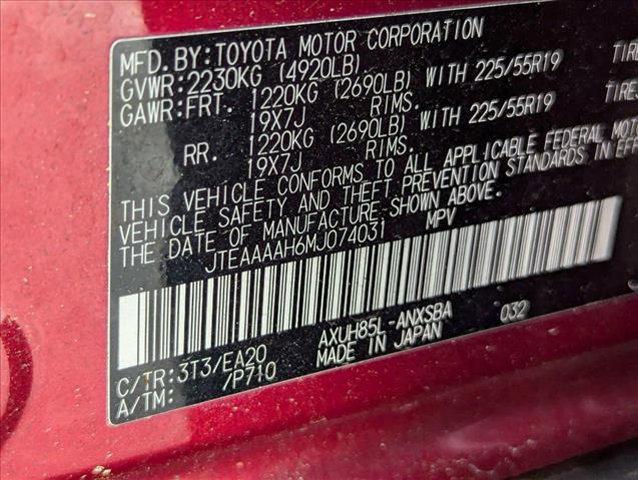 MFD. BY: TOYOTA MOTOR CORPORATION
GVWR: 2230KG (4920LB)
GAWR: FRT. 1220KG (2690LB) WITH 225/55R19 TIRE
19X7J RIMS.
RR. 1220KG (2690LB) WITH 225/55R19 TIRE
19X7J RIMS.
THIS VEHICLE CONFORMS TO ALL APPLICABLE FEDERAL MOT
VEHICLE SAFETY AND THEFT PREVENTION STANDARDS IN EFF
THE DATE OF MANUFACTURE SHOWN ABOVE.
JTEAAAAH6MJ074031 MPV
AXUH85L-ANXSBA 032
C/TR: 3T3/EA20 MADE IN JAPAN
A/TM: /P710